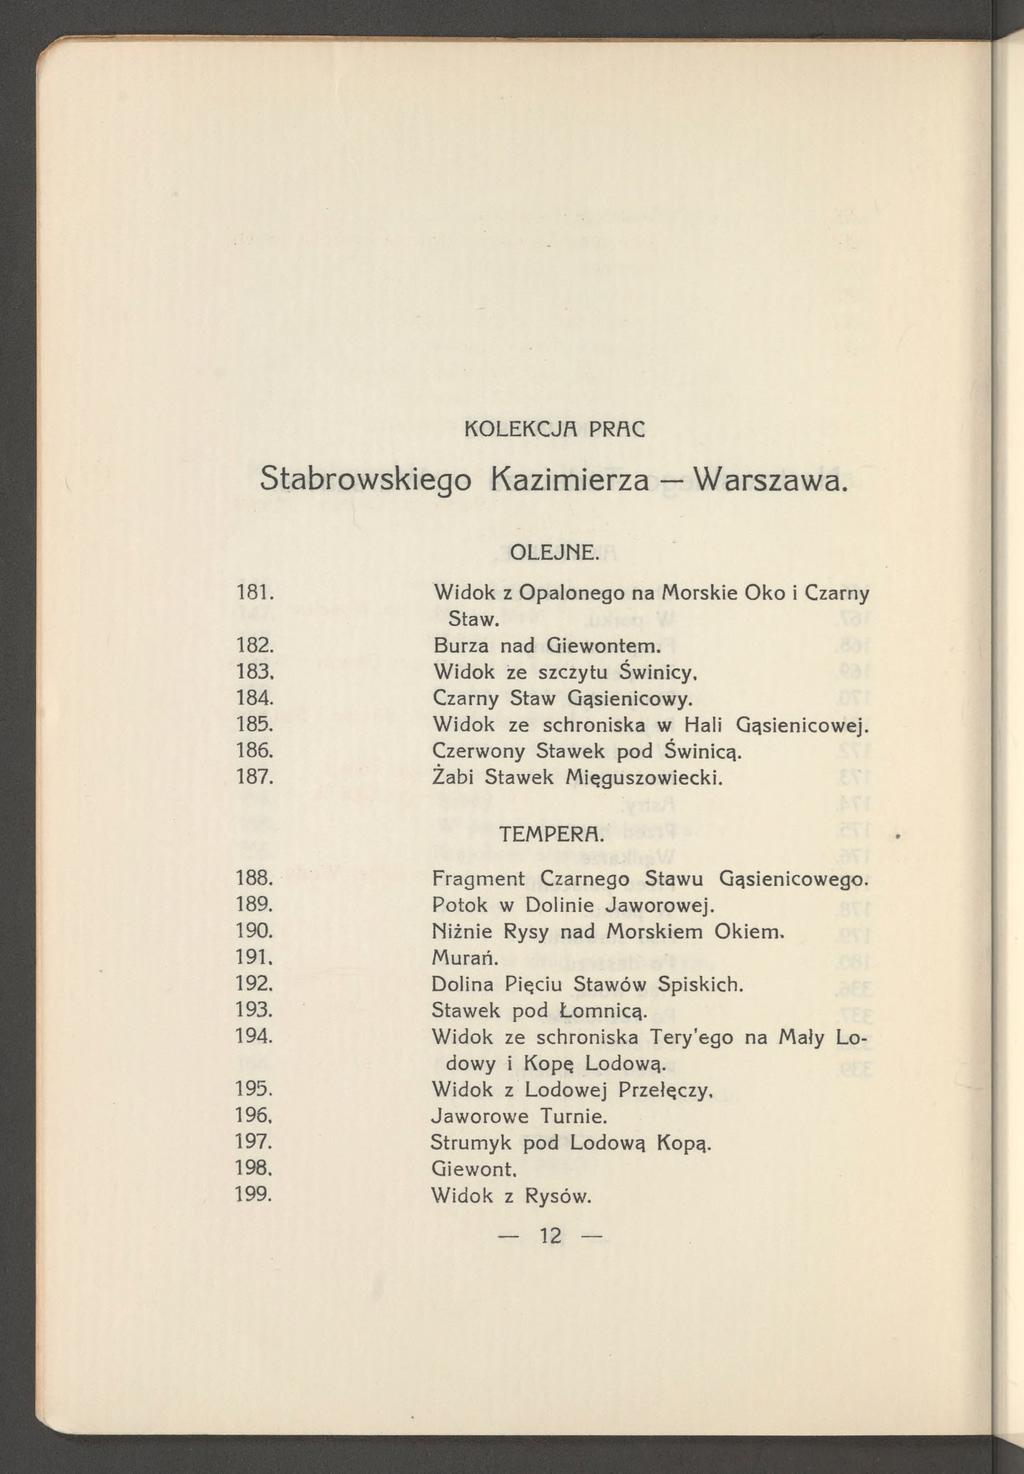 KOLEKCJA PRAC
Stabrowskiego Kazimierza — Warszawa.
OLEJNE.
181. Widok z Opalonego na Morskie Oko i Czarny
Staw.
182. Burza nad Giewontem.
183. Widok ze szczytu Świnicy.
184. Czarny Staw Gąsienicowy.
185. Widok ze schroniska w Hali Gąsienicowej.
186. Czerwony Stawek pod Świnicą.
187. Żabi Stawek Mięguszowiecki.
TEMPERA.
188. Fragment Czarnego Stawu Gąsienicowego.
189. Potok w Dolinie Jaworowej.
190. Niżnie Rysy nad Morskiem Okiem.
191. Murań.
192. Dolina Pięciu Stawów Spiskich.
193. Stawek pod Łomnicą.
194. Widok ze schroniska Tery'ego na Mały Lo-
dowy i Kopę Lodową.
195. Widok z Lodowej Przełęczy.
196. Jaworowe Turnie.
197. Strumyk pod Lodową Kopą.
198. Giewont.
199. Widok z Rysów.
— 12 —